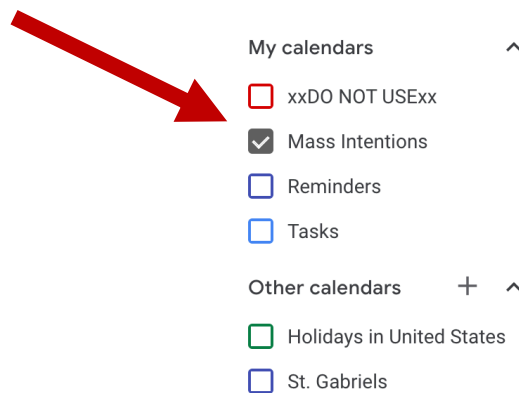 My calendars
xxDO NOT USExx
Mass Intentions
Reminders
Tasks
Other calendars
Holidays in United States
St. Gabriels